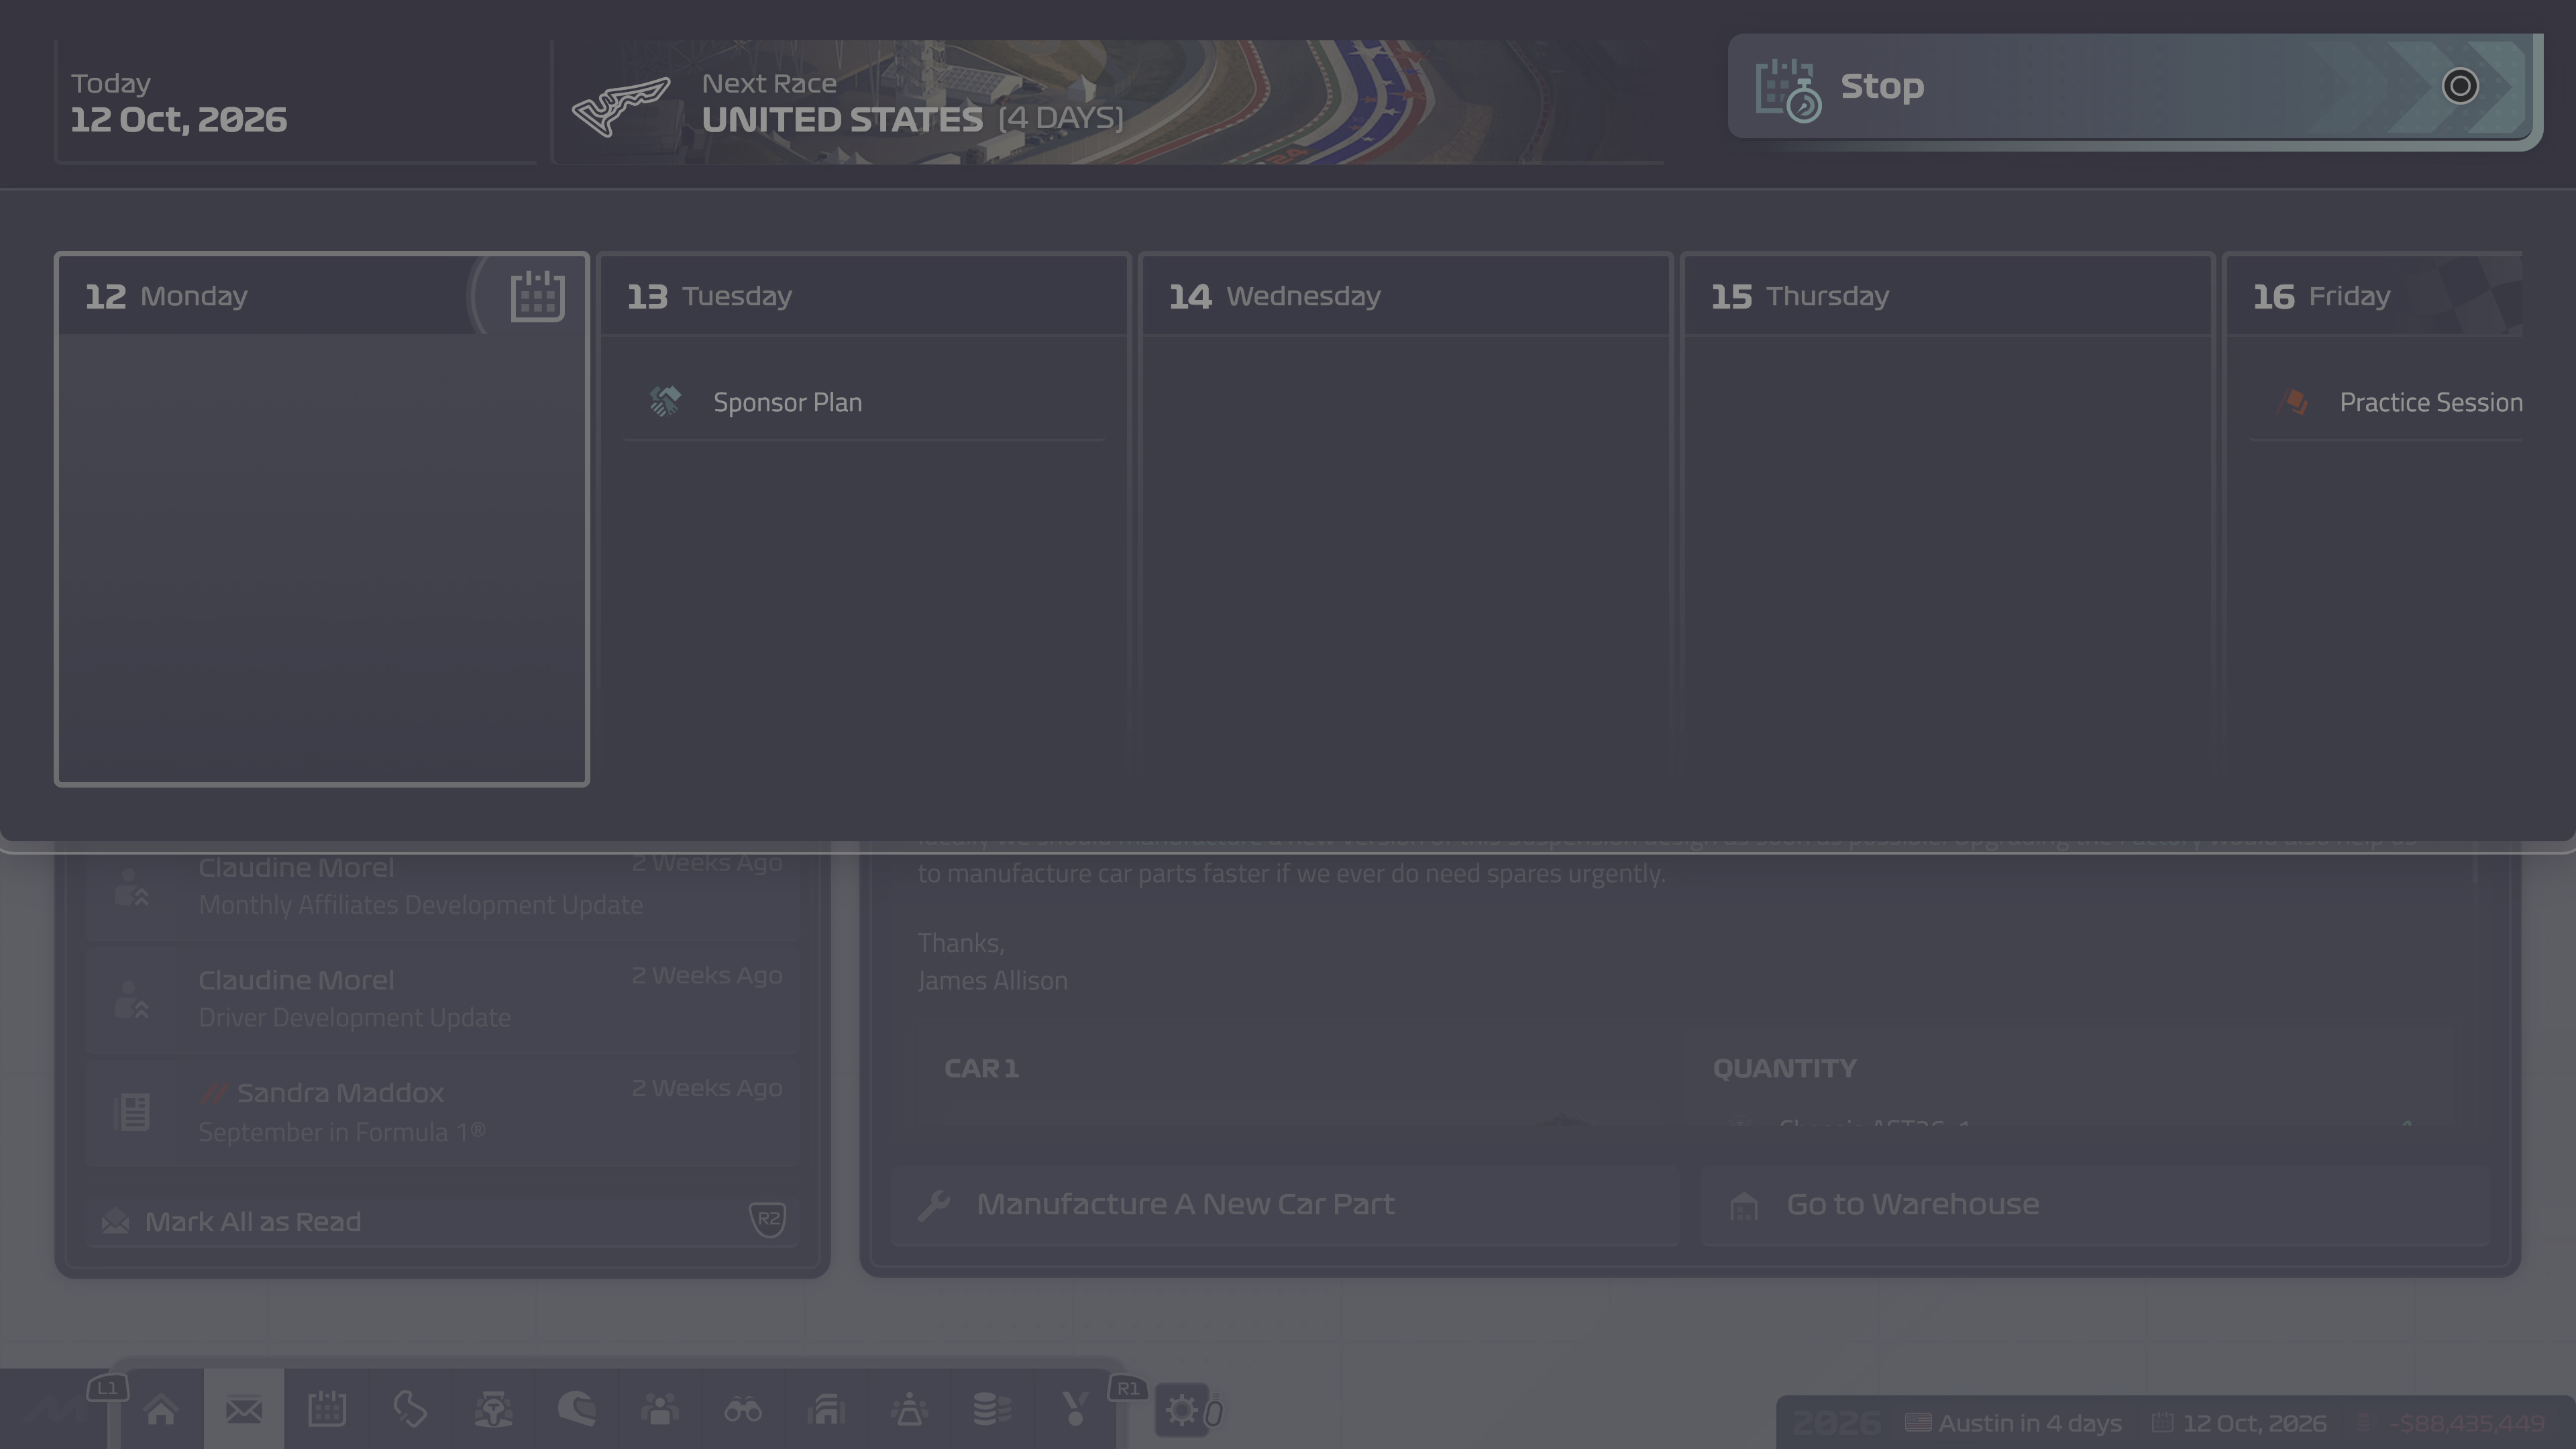 Today
12 Oct, 2026
Next Race
UNITED STATES (4 DAYS)
Stop
12 Monday
13 Tuesday
14 Wednesday
15 Thursday
16 Friday
Sponsor Plan
Practice Session
Claudine Morel
2 Weeks Ago
Monthly Affiliates Development Update
Claudine Morel
2 Weeks Ago
Driver Development Update
Sandra Maddox
2 Weeks Ago
September in Formula 1®
Mark All as Read
R2
to manufacture car parts faster if we ever do need spares urgently.
Thanks,
James Allison
CAR 1
QUANTITY
Manufacture A New Car Part
Go to Warehouse
L1
R1
2026
Austin in 4 days
12 Oct, 2026
-$88,435,449